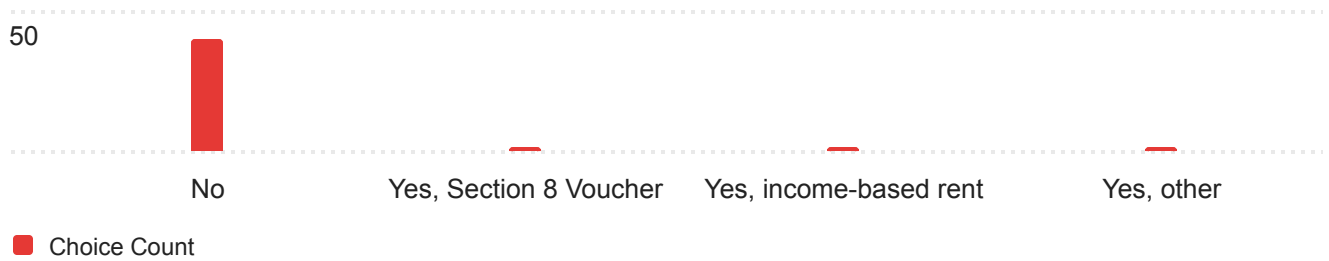 50
No
Yes, Section 8 Voucher
Yes, income-based rent
Yes, other
Choice Count